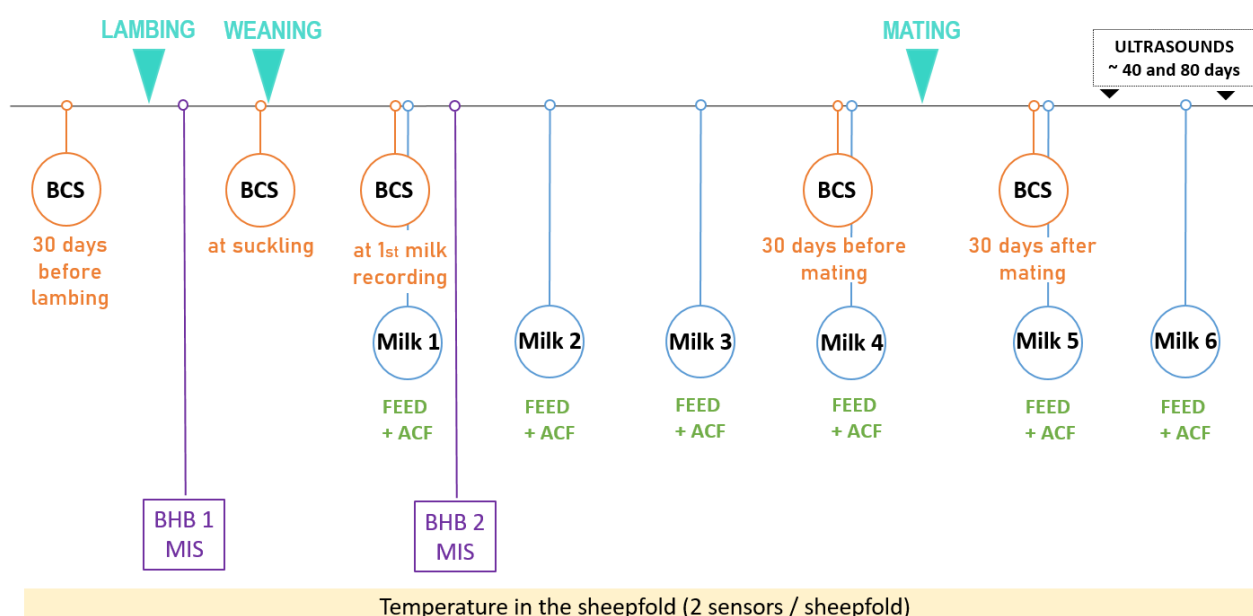 LAMBING
WEANING
MATING
ULTRASOUNDS
~ 40 and 80 days
BCS
BCS
BCS
BCS
BCS
30 days
before
lambing
at suckling
at 1st milk
recording
30 days before
mating
30 days after
mating
Milk 1
Milk 2
Milk 3
Milk 4
Milk 5
Milk 6
FEED
+ ACF
FEED
+ ACF
FEED
+ ACF
FEED
+ ACF
FEED
+ ACF
FEED
+ ACF
BHB 1
MIS
BHB 2
MIS
Temperature in the sheepfold (2 sensors / sheepfold)